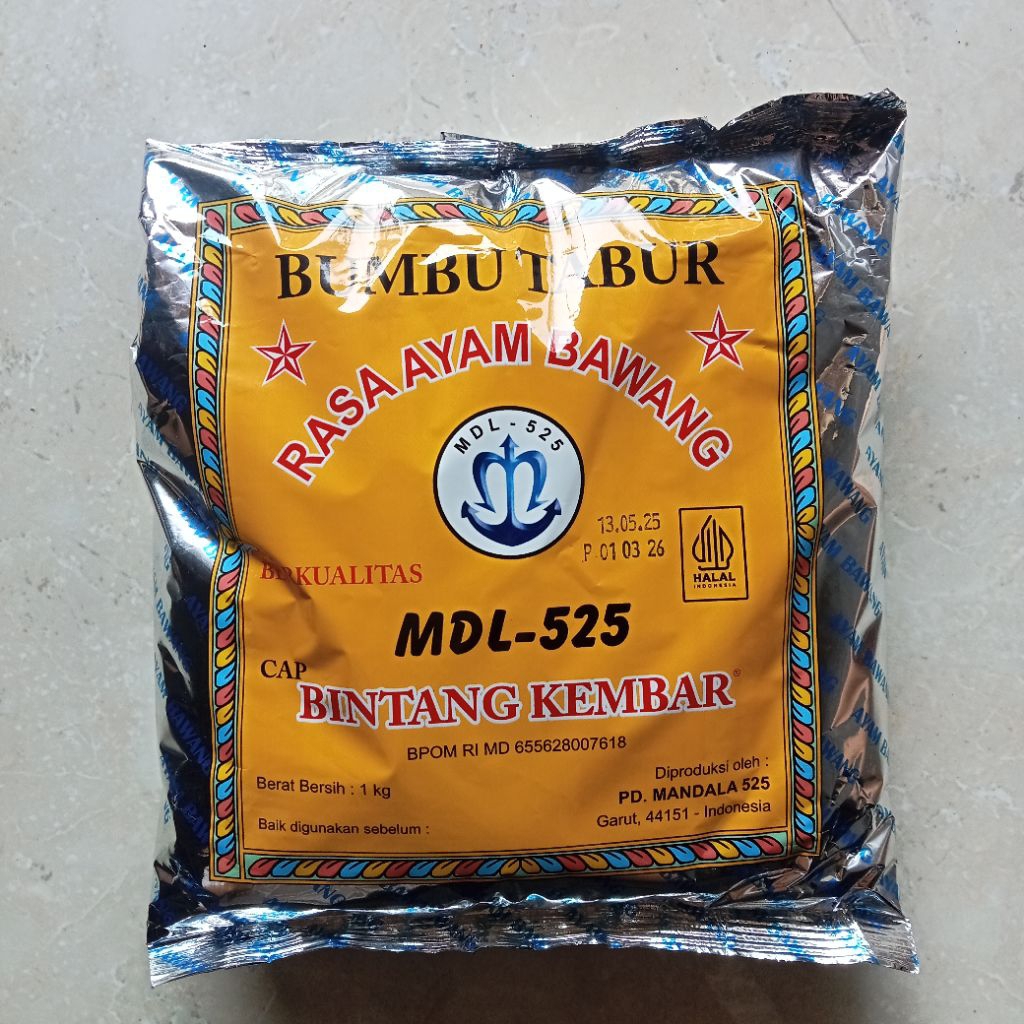 BUMBU TABUR
RASA AYAM BAWANG
MDL - 525
13.05.25
P 01 03 26
HALAL
INDONESIA
BERKUALITAS
MDL-525
CAP
BINTANG KEMBAR®
BPOM RI MD 655628007618
Berat Bersih : 1 kg
Baik digunakan sebelum :
Diproduksi oleh :
PD. MANDALA 525
Garut, 44151 - Indonesia
AYAM BAWANG